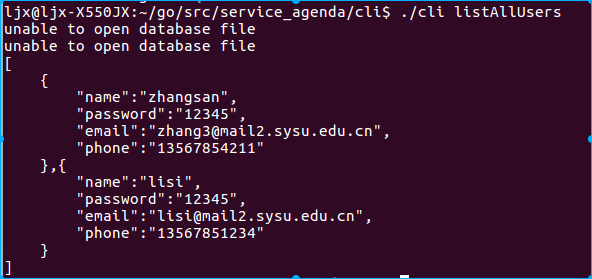 ljx@ljx-X550JX:~/go/src/service_agenda/cli$ ./cli listAllUsers
unable to open database file
unable to open database file
[
    {
        "name":"zhangsan",
        "password":"12345",
        "email":"zhang3@mail2.sysu.edu.cn",
        "phone":"13567854211"
    },{
        "name":"lisi",
        "password":"12345",
        "email":"lisi@mail2.sysu.edu.cn",
        "phone":"13567851234"
    }
]